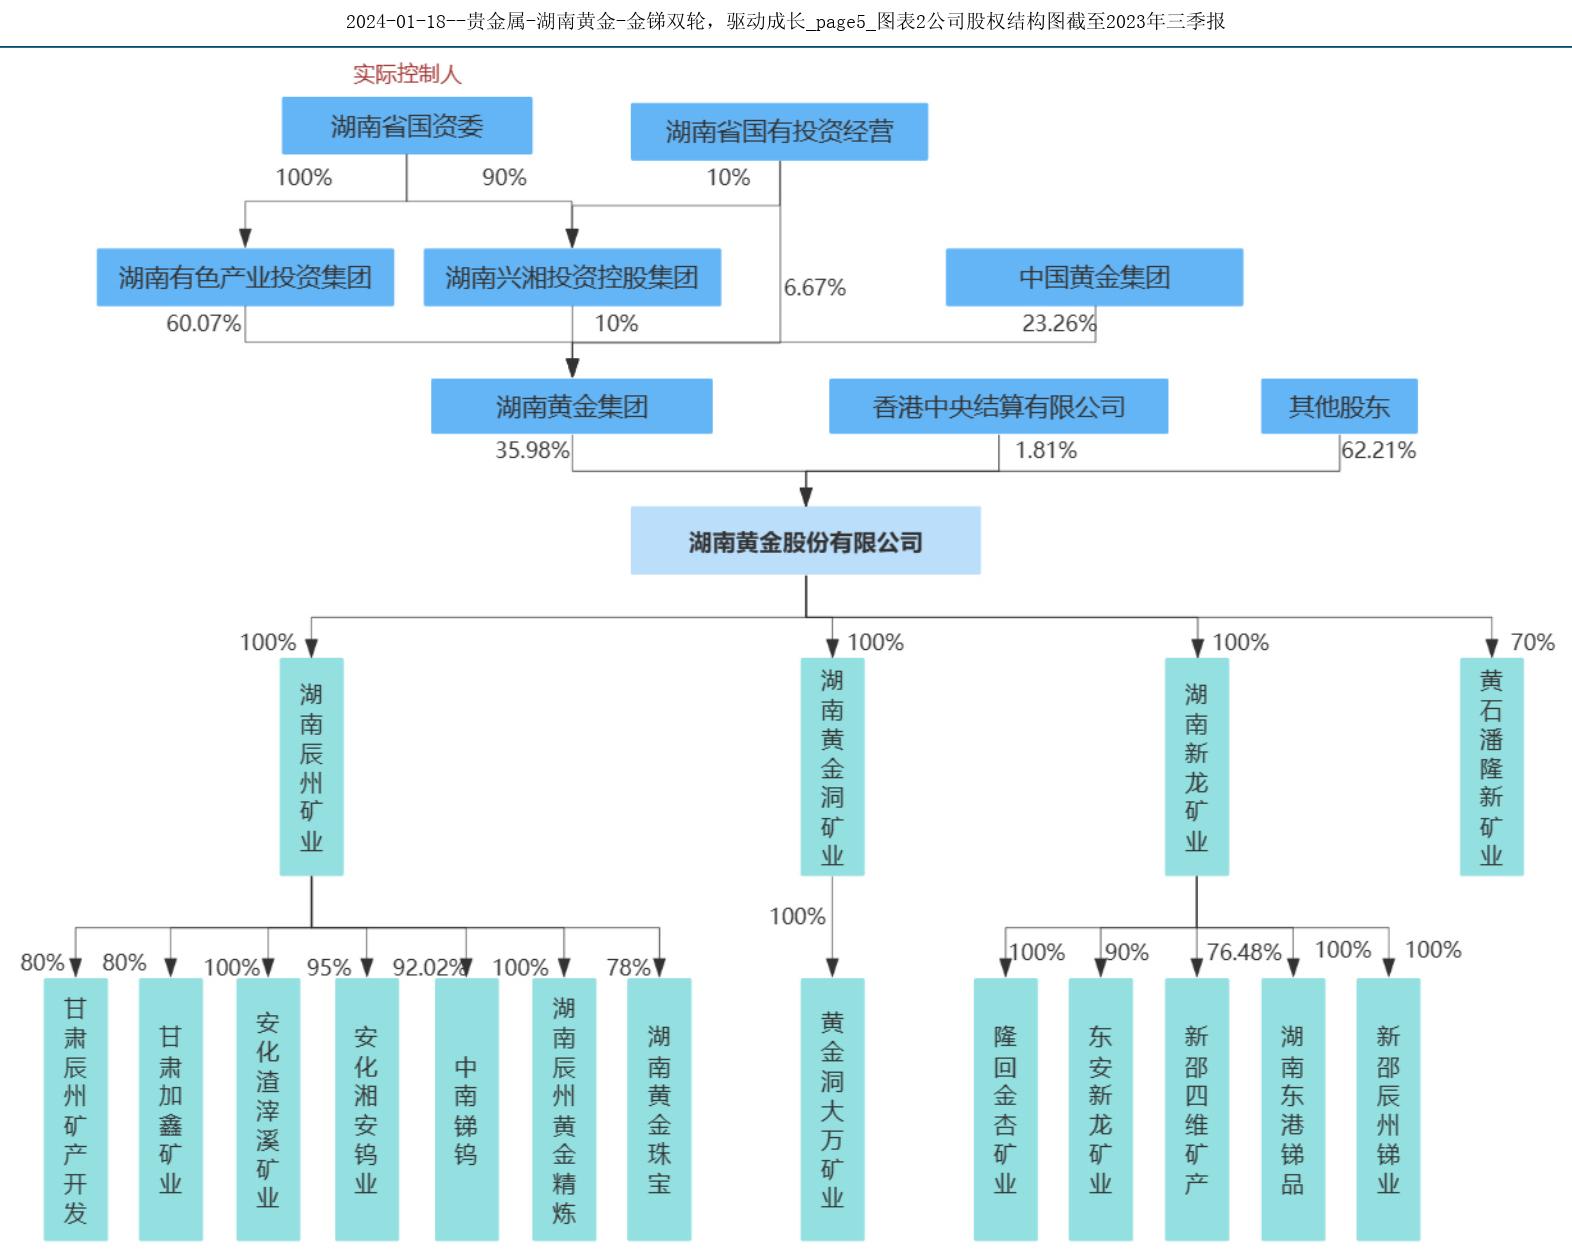 2024-01-18--贵金属-湖南黄金-金锑双轮，驱动成长_page5_图表2公司股权结构图截至2023年三季报
实际控制人
湖南省国资委
湖南省国有投资经营
100%
90%
10%
湖南有色产业投资集团
湖南兴湘投资控股集团
6.67%
中国黄金集团
60.07%
10%
23.26%
湖南黄金集团
香港中央结算有限公司
其他股东
35.98%
1.81%
62.21%
湖南黄金股份有限公司
100%
100%
100%
70%
湖南辰州矿业
湖南黄金洞矿业
湖南新龙矿业
黄石潘隆新矿业
100%
80%
80%
100%
95%
92.02%
100%
78%
100%
90%
76.48%
100%
100%
甘肃辰州矿产开发
甘肃加鑫矿业
安化渣滓溪矿业
安化湘安钨业
中南锑钨
湖南辰州黄金精炼
湖南黄金珠宝
黄金洞大万矿业
隆回金杏矿业
东安新龙矿业
新邵四维矿产
湖南东港锑品
新邵辰州锑业